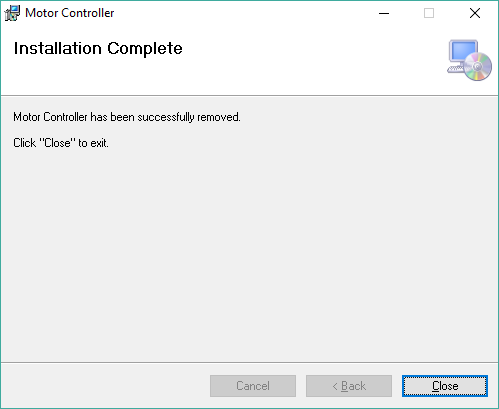 Motor Controller
Installation Complete
Motor Controller has been successfully removed.
Click "Close" to exit.
Cancel
< Back
Close